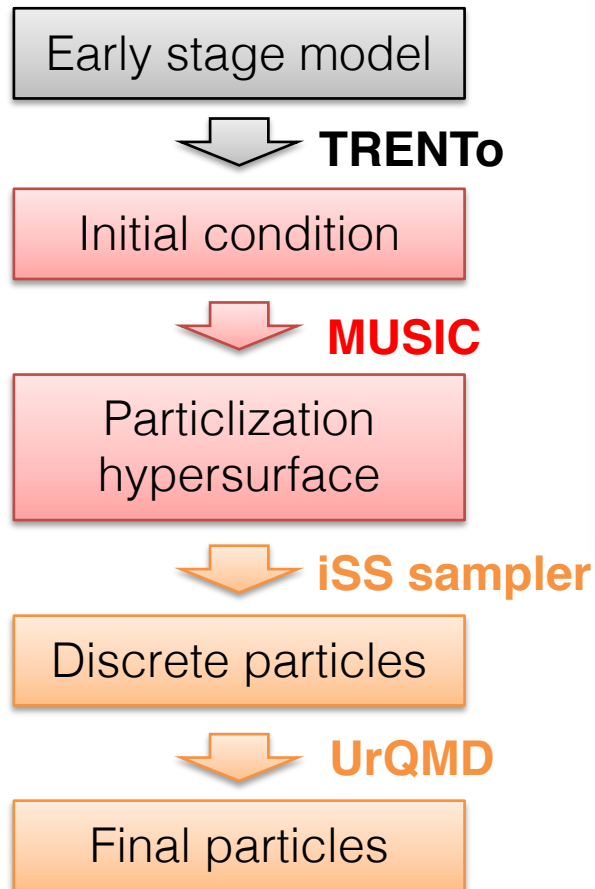 Early stage model
TRENTo
Initial condition
MUSIC
Particlization
hypersurface
iSS sampler
Discrete particles
UrQMD
Final particles